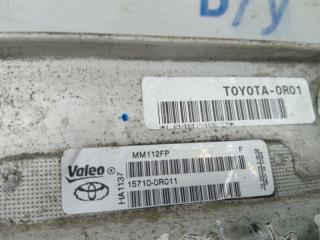 Б/у
TOYOTA-0R01
Valeo
MM112FP
F
HA1137
15710-0R011